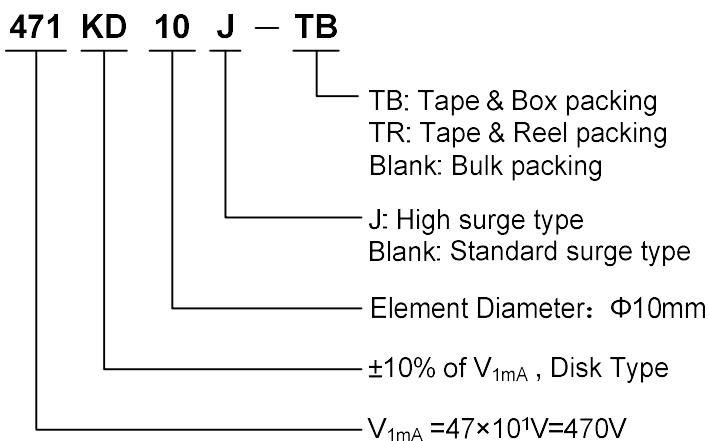 471 KD 10 J — TB
TB: Tape & Box packing
TR: Tape & Reel packing
Blank: Bulk packing
J: High surge type
Blank: Standard surge type
Element Diameter：Φ10mm
±10% of V1mA , Disk Type
V1mA =47×10¹V=470V